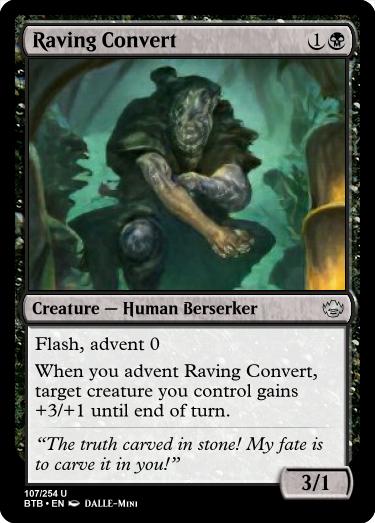 Raving Convert
1
Creature — Human Berserker
Flash, advent 0
When you advent Raving Convert,
target creature you control gains
+3/+1 until end of turn.
“The truth carved in stone! My fate is
to carve it in you!”
3/1
107/254 U
BTB • EN DALLE-Mini